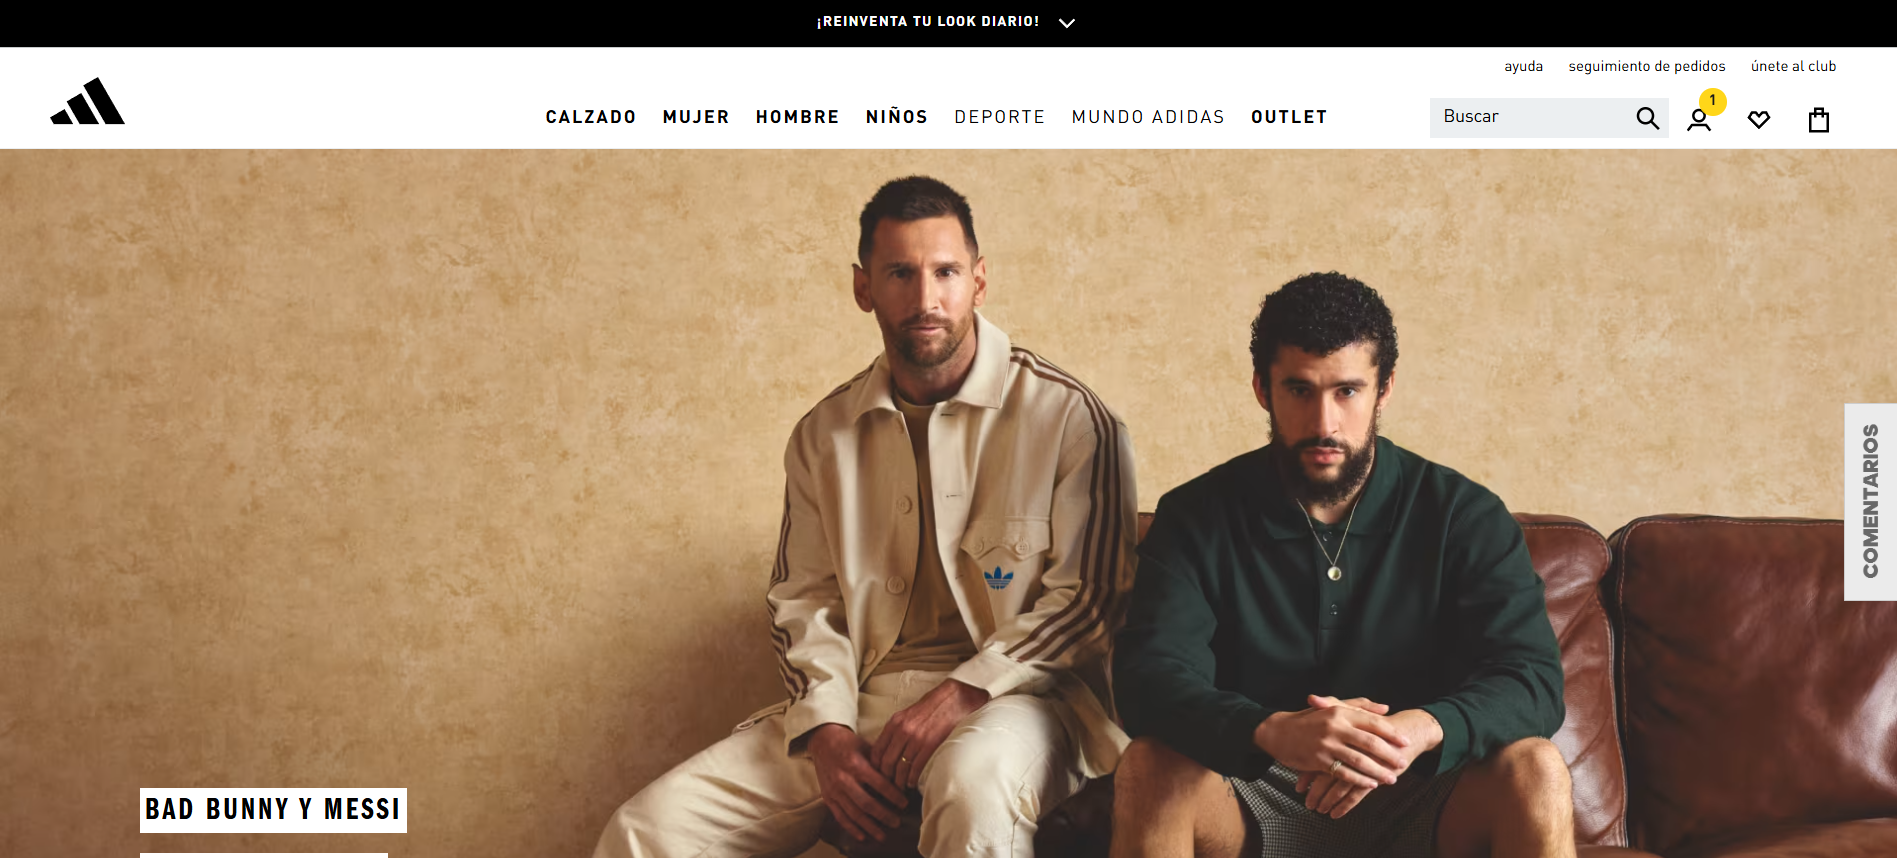 ¡REINVENTA TU LOOK DIARIO!
ayuda seguimiento de pedidos únete al club
CALZADO MUJER HOMBRE NIÑOS DEPORTE MUNDO ADIDAS OUTLET
Buscar
1
COMENTARIOS
BAD BUNNY Y MESSI